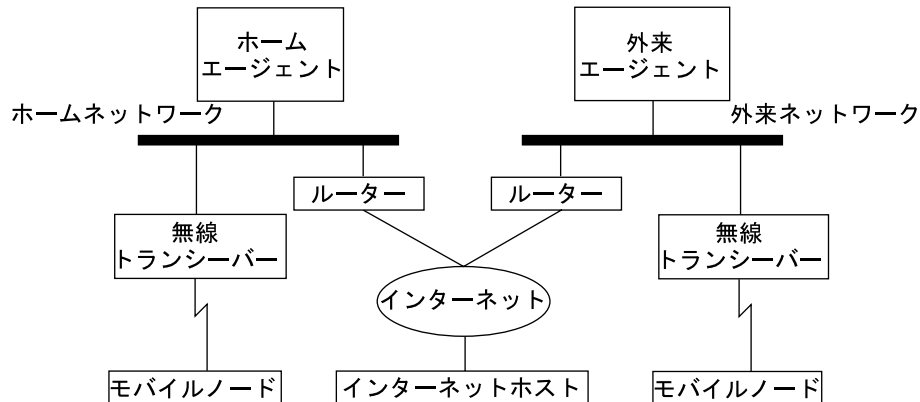 ホーム
エージェント
外来
エージェント
ホームネットワーク
外来ネットワーク
ルーター
ルーター
無線
トランシーバー
無線
トランシーバー
インターネット
モバイルノード
インターネットホスト
モバイルノード